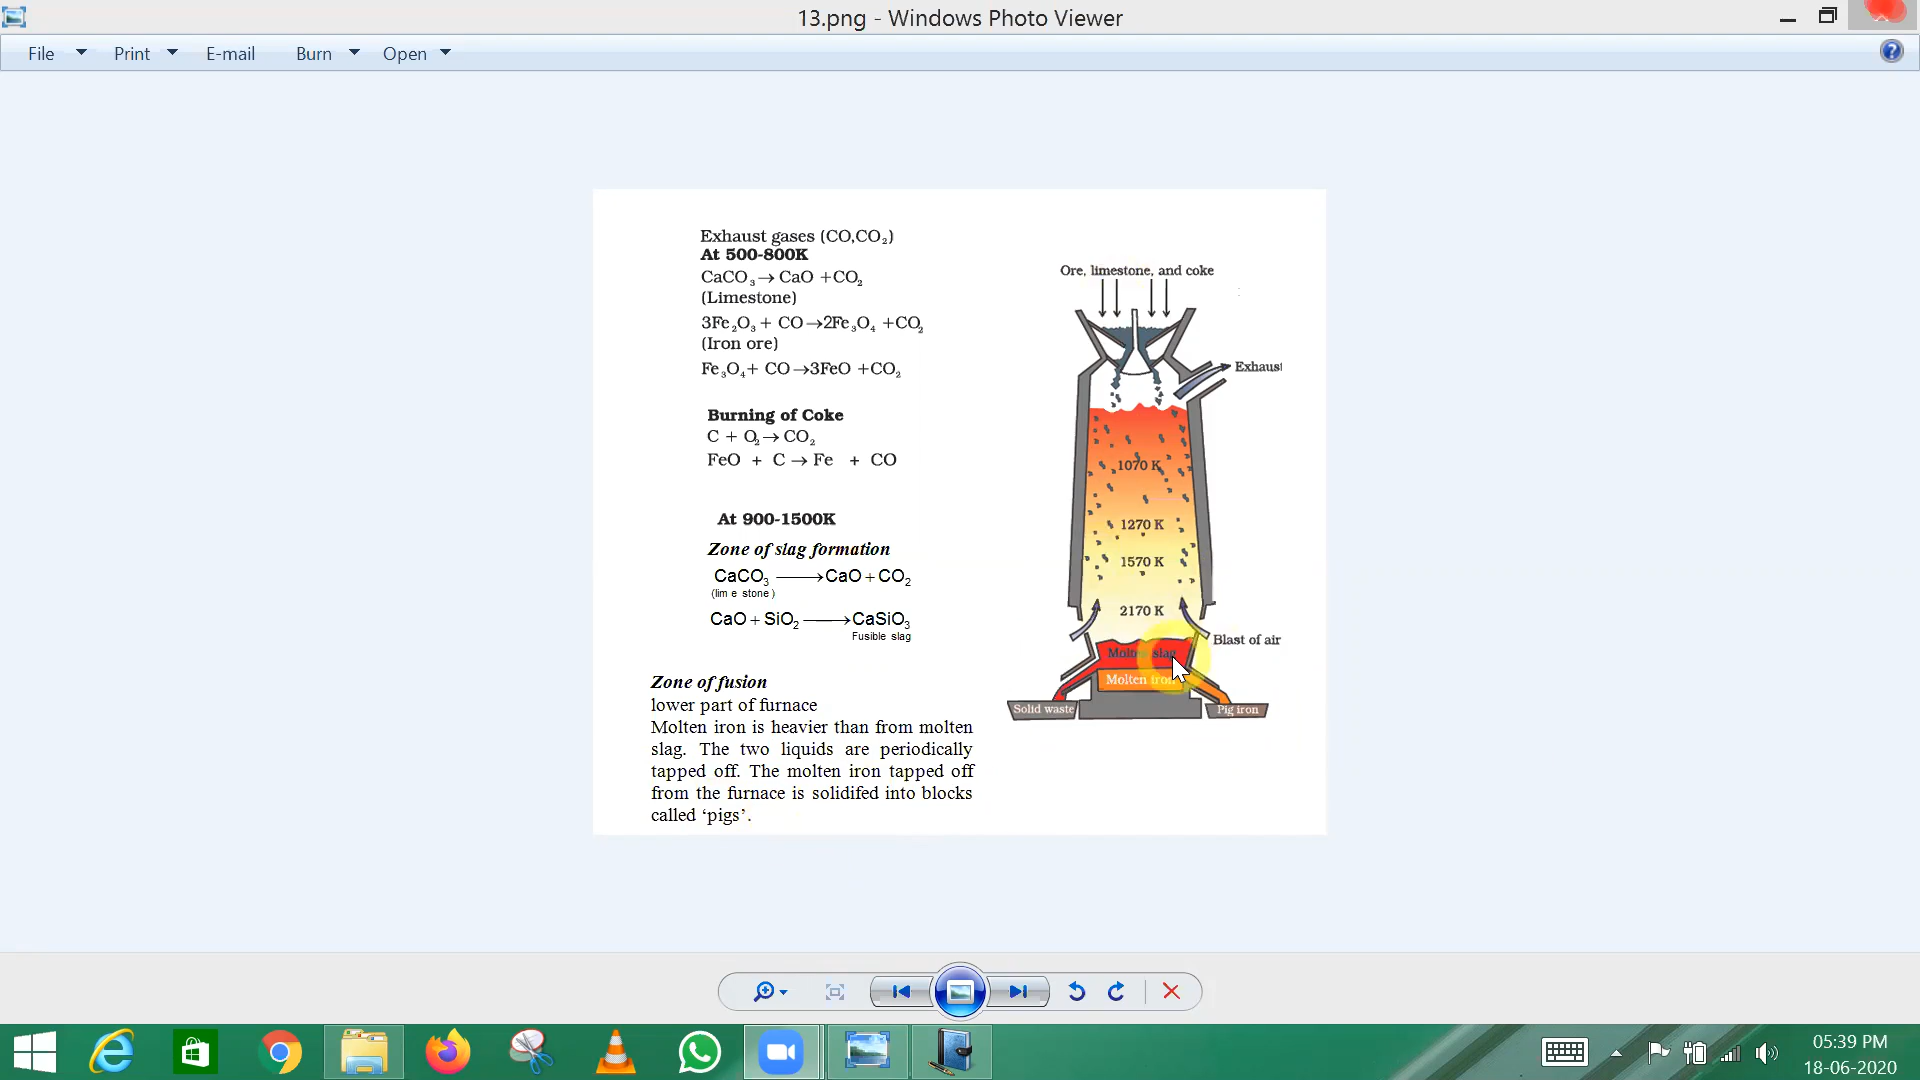 13.png - Windows Photo Viewer
File Print E-mail Burn Open
Exhaust gases (CO,CO₂)
At 500-800K
CaCO₃→ CaO +CO₂
(Limestone)
3Fe₂O₃ + CO→2Fe₃O₄ +CO₂
(Iron ore)
Fe₃O₄+ CO→3FeO +CO₂
Burning of Coke
C + O₂→ CO₂
FeO + C → Fe + CO
At 900-1500K
Zone of slag formation
CaCO₃ ⟶ CaO + CO₂
(lim e stone )
CaO + SiO₂ ⟶ CaSiO₃
Fusible slag
Zone of fusion
lower part of furnace
Molten iron is heavier than from molten
slag. The two liquids are periodically
tapped off. The molten iron tapped off
from the furnace is solidifed into blocks
called ‘pigs’.
Ore, limestone, and coke
Exhaust
1070 K
1270 K
1570 K
2170 K
Blast of air
Molten slag
Molten iron
Solid waste
Pig iron
05:39 PM
18-06-2020